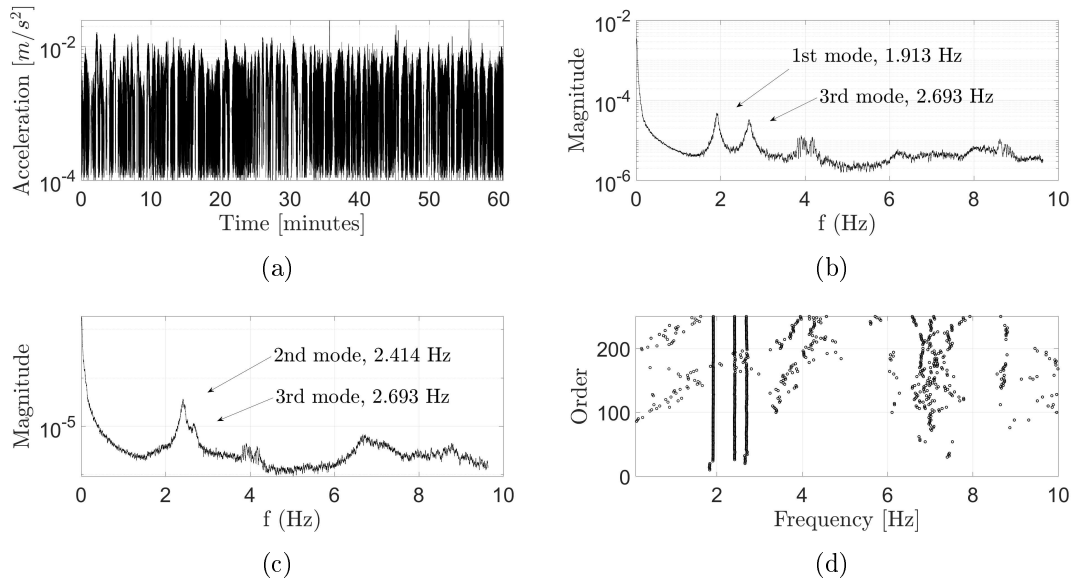 Acceleration [m/s²]
10⁻²
10⁻⁴
0 10 20 30 40 50 60
Time [minutes]
(a)
Magnitude
10⁻²
10⁻⁴
10⁻⁶
1st mode, 1.913 Hz
3rd mode, 2.693 Hz
0 2 4 6 8 10
f (Hz)
(b)
Magnitude
10⁻⁵
2nd mode, 2.414 Hz
3rd mode, 2.693 Hz
0 2 4 6 8 10
f (Hz)
(c)
Order
200
100
0
2 4 6 8 10
Frequency [Hz]
(d)